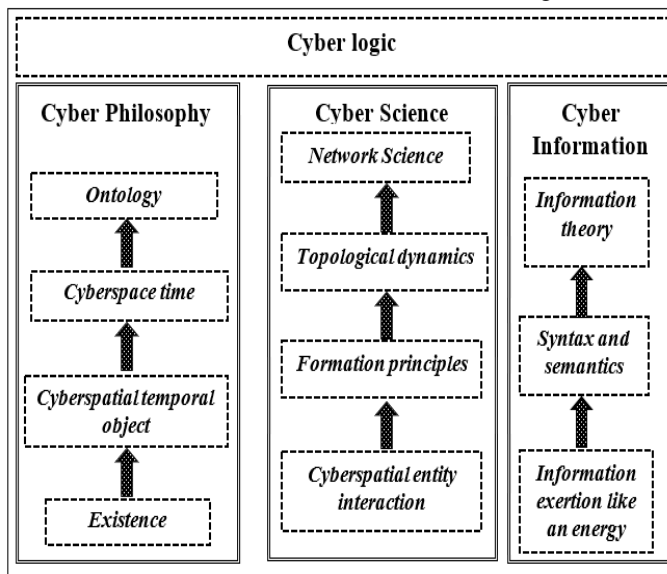 Cyber logic
Cyber Philosophy
Ontology
Cyberspace time
Cyberspatial temporal
object
Existence
Cyber Science
Network Science
Topological dynamics
Formation principles
Cyberspatial entity
interaction
Cyber
Information
Information
theory
Syntax and
semantics
Information
exertion like
an energy